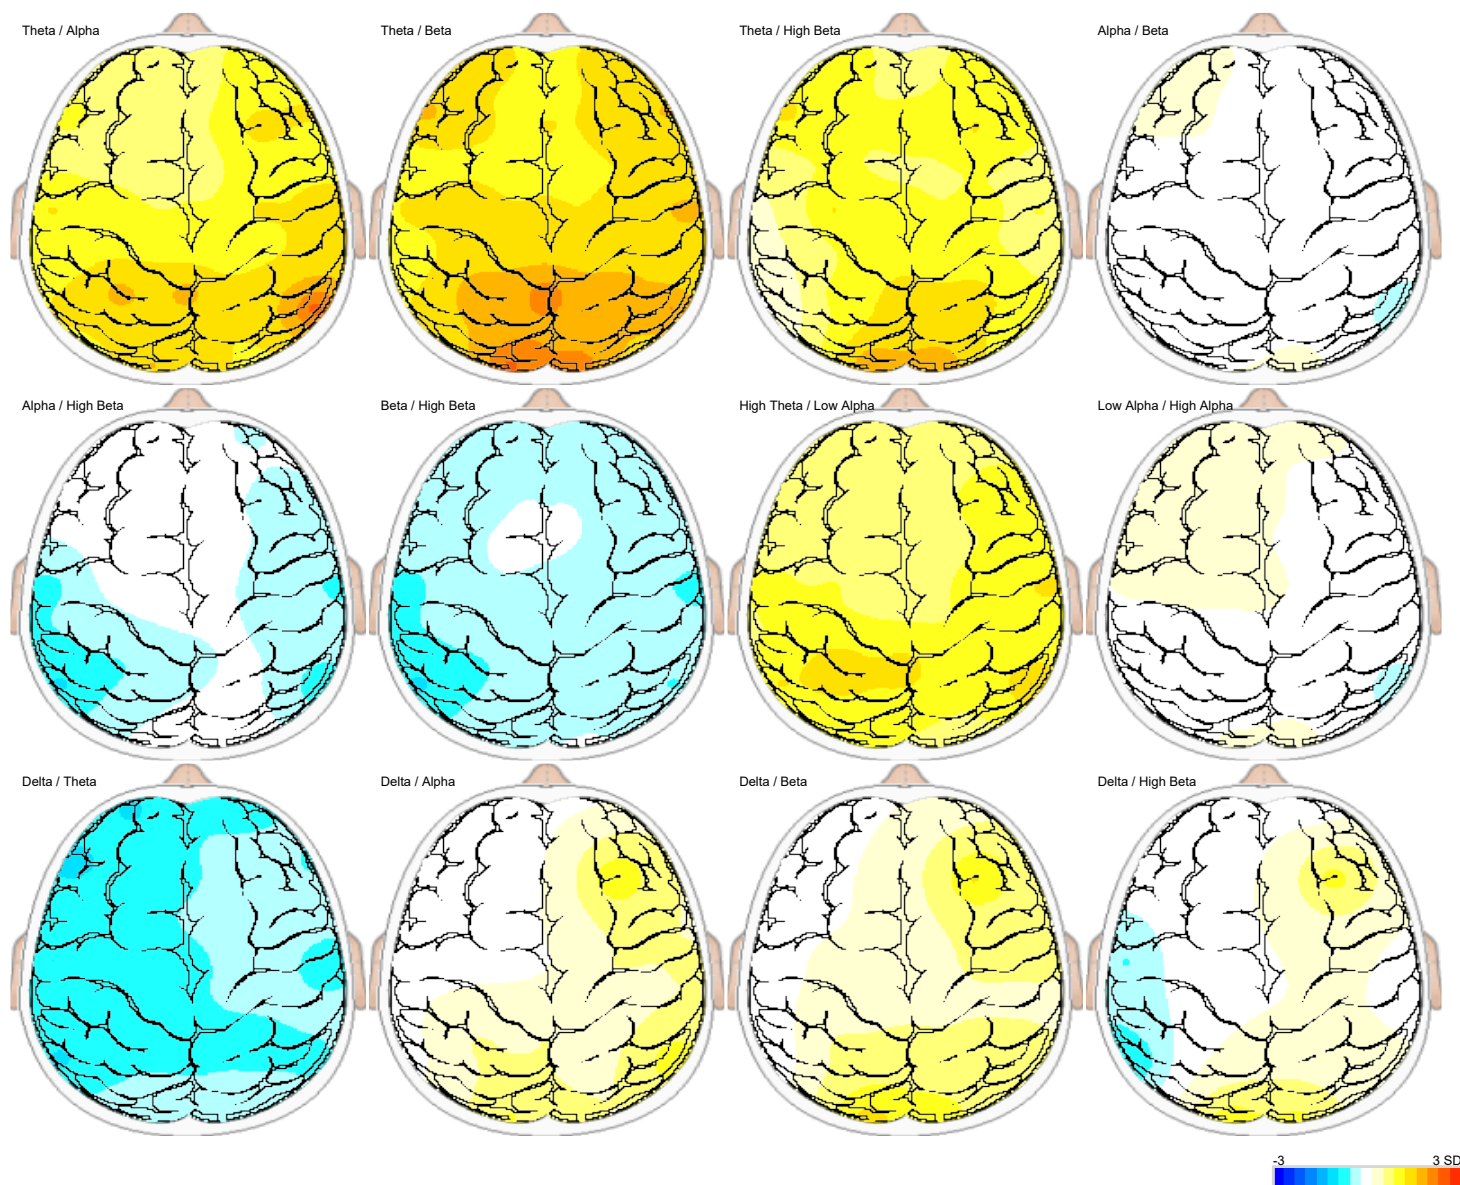 Theta / Alpha
Theta / Beta
Theta / High Beta
Alpha / Beta
Alpha / High Beta
Beta / High Beta
High Theta / Low Alpha
Low Alpha / High Alpha
Delta / Theta
Delta / Alpha
Delta / Beta
Delta / High Beta
-3
3 SD